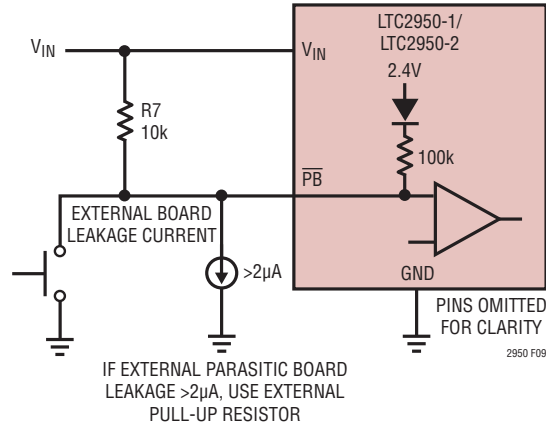 LTC2950-1/
LTC2950-2
VIN
VIN
2.4V
R7
10k
100k
PB
EXTERNAL BOARD
LEAKAGE CURRENT
>2µA
GND
PINS OMITTED
FOR CLARITY
2950 F09
IF EXTERNAL PARASITIC BOARD
LEAKAGE >2µA, USE EXTERNAL
PULL-UP RESISTOR